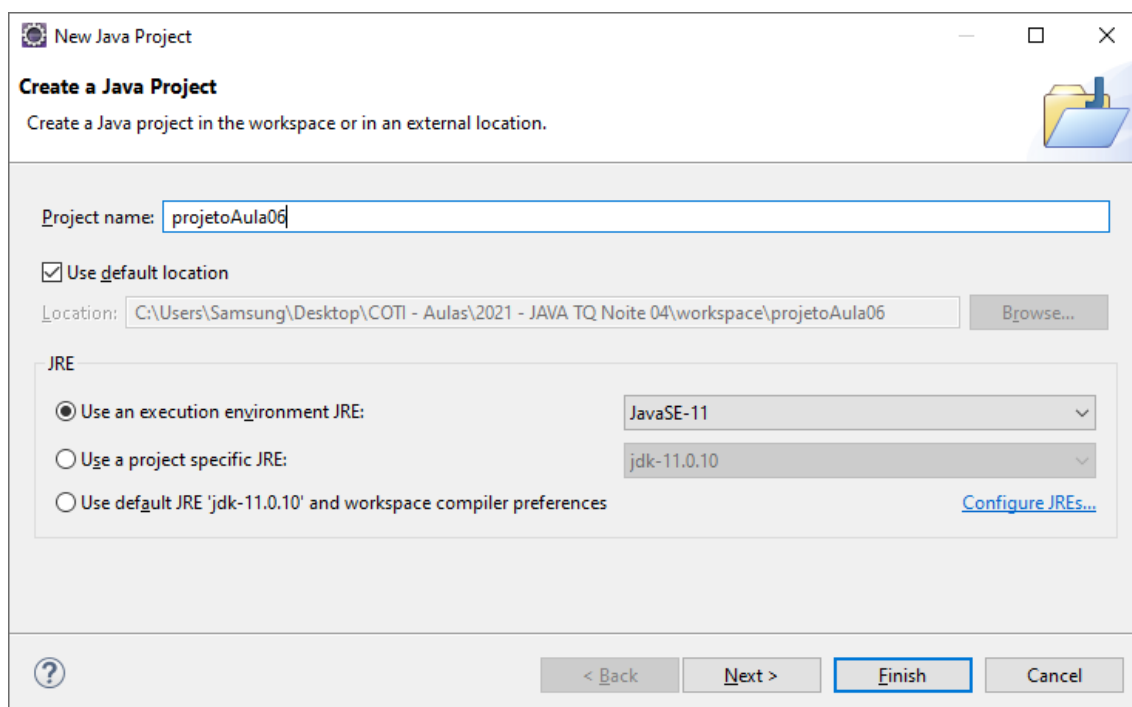 New Java Project
Create a Java Project
Create a Java project in the workspace or in an external location.
Project name: projetoAula06
Use default location
Location: C:\Users\Samsung\Desktop\COTI - Aulas\2021 - JAVA TQ Noite 04\workspace\projetoAula06 Browse...
JRE
Use an execution environment JRE: JavaSE-11
Use a project specific JRE: jdk-11.0.10
Use default JRE 'jdk-11.0.10' and workspace compiler preferences Configure JREs...
? < Back Next > Finish Cancel